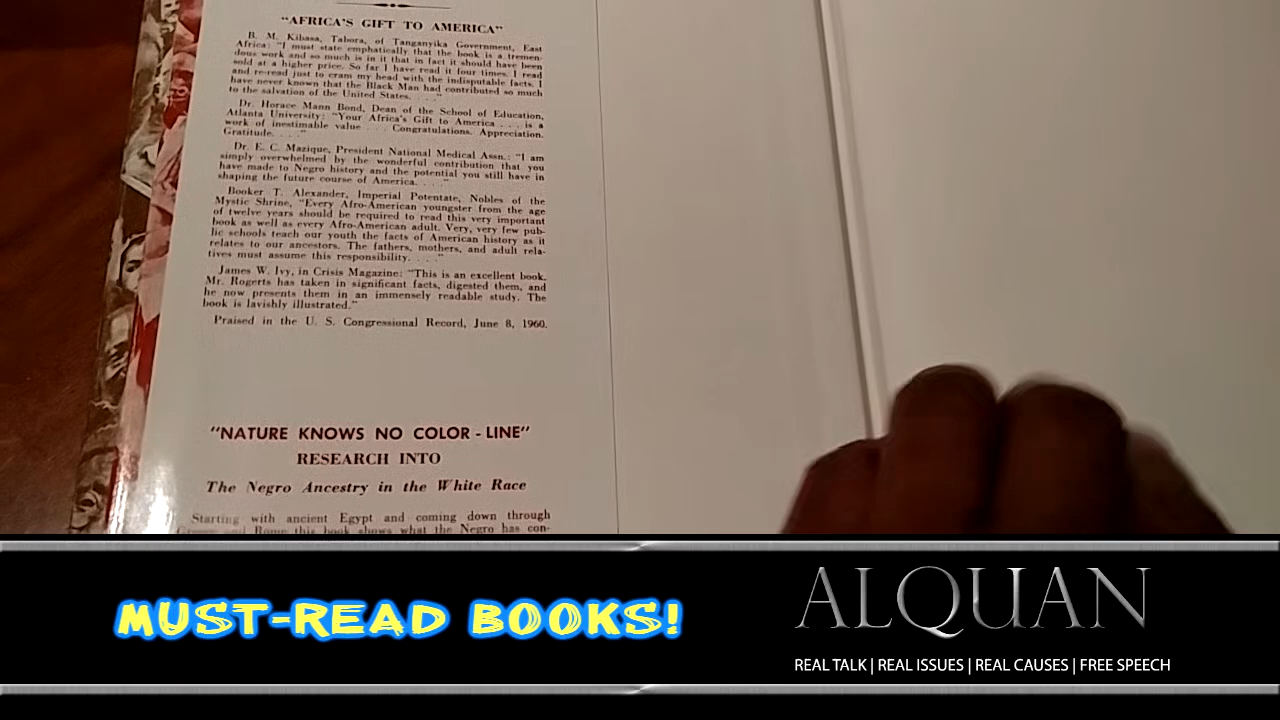 "AFRICA'S GIFT TO AMERICA"
B. M. Kibasa, Tabora, of Tanganyika Government, East
Africa: "I must state emphatically that the book is a tremen-
dous work and so much is in it that in fact it should have been
sold at a higher price. So far I have read it four times. I read
and re-read just to cram my head with the indisputable facts. I
have never known that the Black Man had contributed so much
to the salvation of the United States. . . ."
Dr. Horace Mann Bond, Dean of the School of Education,
Atlanta University: "Your Africa's Gift to America . . . is a
work of inestimable value . . . Congratulations. Appreciation.
Gratitude. . . ."
Dr. E. C. Mazique, President National Medical Assn.: "I am
simply overwhelmed by the wonderful contribution that you
have made to Negro history and the potential you still have in
shaping the future course of America. . . ."
Booker T. Alexander, Imperial Potentate, Nobles of the
Mystic Shrine, "Every Afro-American youngster from the age
of twelve years should be required to read this very important
book as well as every Afro-American adult. Very, very few pub-
lic schools teach our youth the facts of American history as it
relates to our ancestors. The fathers, mothers, and adult rela-
tives must assume this responsibility. . . ."
James W. Ivy, in Crisis Magazine: "This is an excellent book.
Mr. Rogerts has taken in significant facts, digested them, and
he now presents them in an immensely readable study. The
book is lavishly illustrated."
Praised in the U. S. Congressional Record, June 8, 1960.
"NATURE KNOWS NO COLOR-LINE"
RESEARCH INTO
The Negro Ancestry in the White Race
Starting with ancient Egypt and coming down through
Greece and Rome this book shows what the Negro has con-
MUST-READ BOOKS!
ALQUAN
REAL TALK | REAL ISSUES | REAL CAUSES | FREE SPEECH